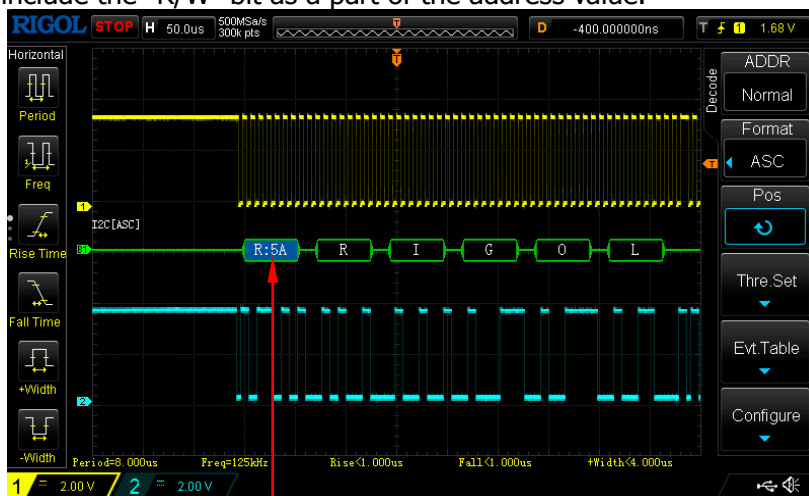 include the "R/W" bit as a part of the address value.
RIGOL STOP H 50.0us 500MSa/s 300k pts T D -400.000000ns T 1 1.68 V
Horizontal
Period
Freq
Rise Time
Fall Time
+Width
-Width
T
1
I2C[ASC]
B1 R:5A R I G O L
2
T
Period=8.000us Freq=125kHz Rise<1.000us Fall<1.000us +Width<4.000us
1 = 2.00 V 2 = 2.00 V
Decode
ADDR
Normal
Format
ASC
Pos
Thre.Set
Evt.Table
Configure